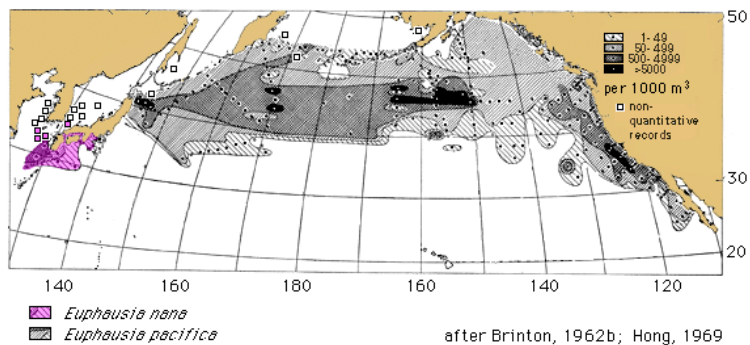 50
1-49
50-499
500-4999
>5000
per 1000 m³
non-
quantitative
records
30
20
140
160
180
160
140
120
Euphausia nana
Euphausia pacifica
after Brinton, 1962b; Hong, 1969